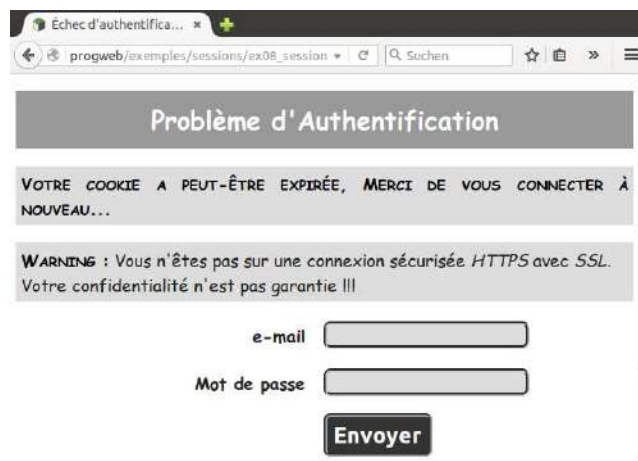 Échec d'authentifica...
progweb/exemples/sessions/ex08_session
Suchen
Problème d'Authentification
VOTRE COOKIE A PEUT-ÊTRE EXPIRÉE, MERCI DE VOUS CONNECTER À
NOUVEAU...
WARNING : Vous n'êtes pas sur une connexion sécurisée HTTPS avec SSL.
Votre confidentialité n'est pas garantie !!!
e-mail
Mot de passe
Envoyer